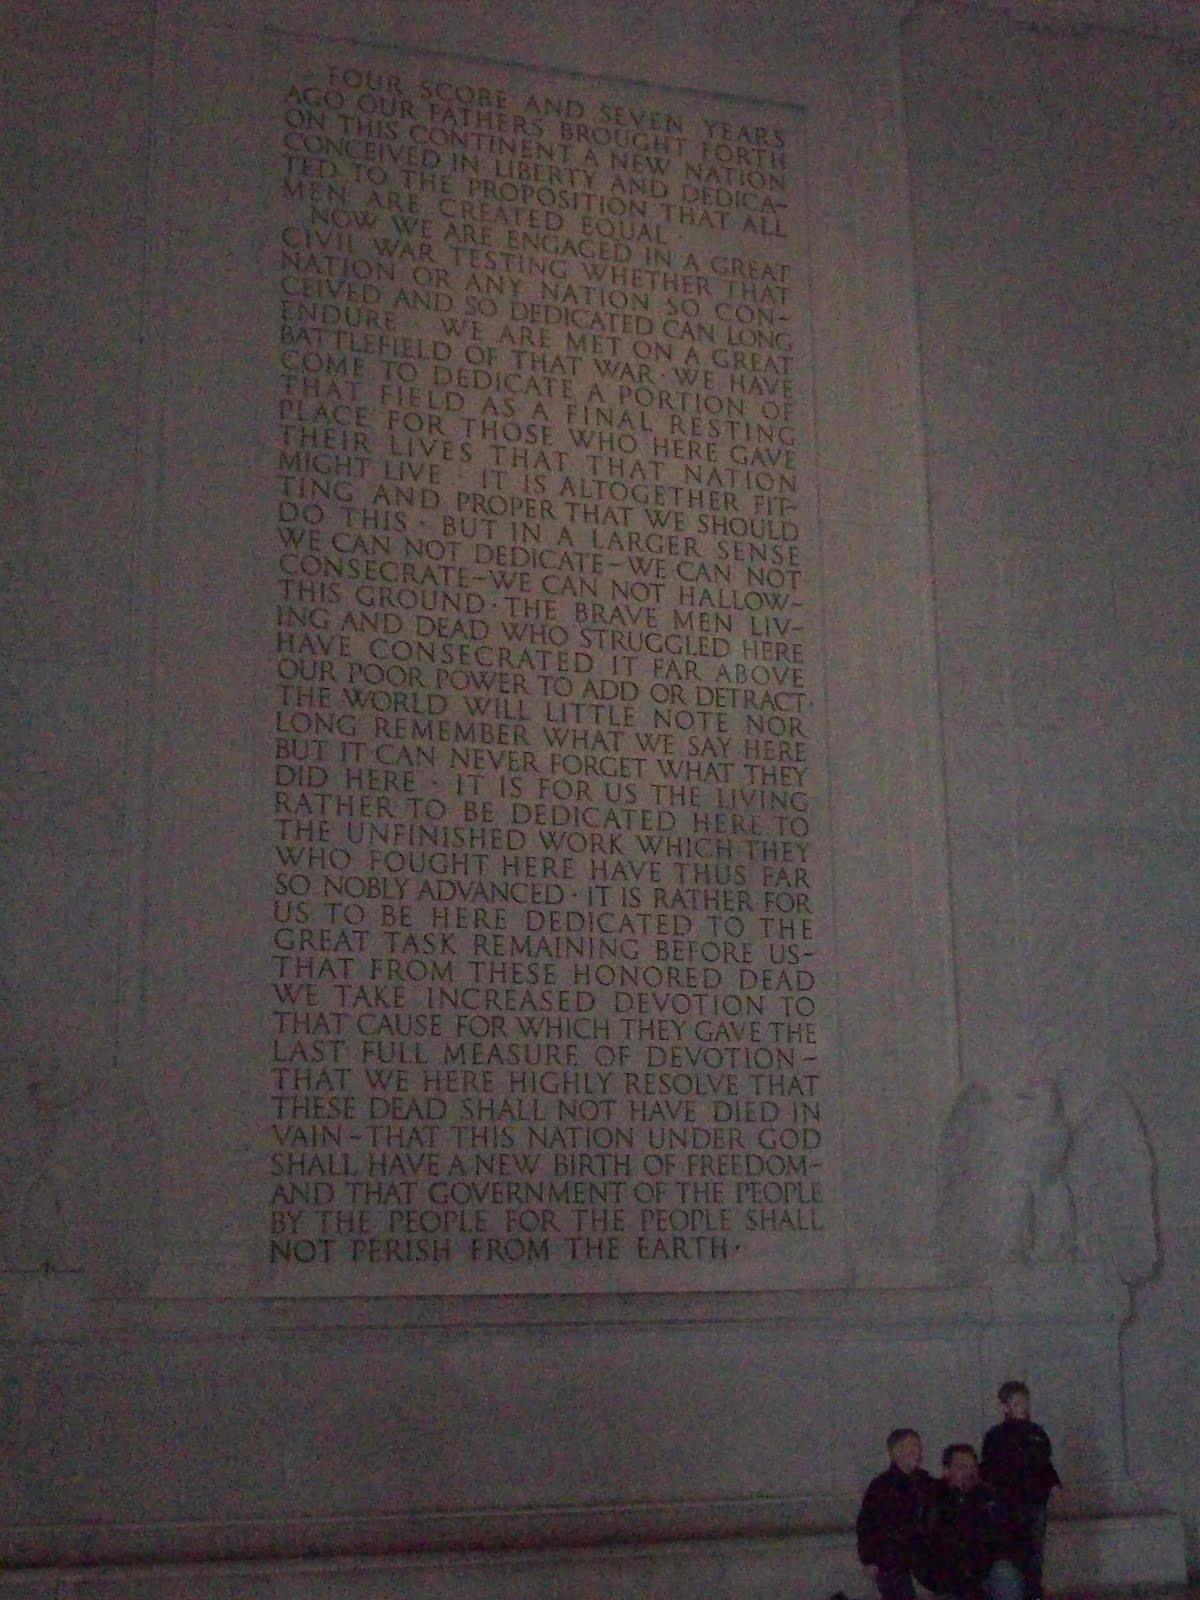 FOUR SCORE AND SEVEN YEARS
AGO OUR FATHERS BROUGHT FORTH
ON THIS CONTINENT A NEW NATION
CONCEIVED IN LIBERTY AND DEDICA-
TED TO THE PROPOSITION THAT ALL
MEN ARE CREATED EQUAL ·
NOW WE ARE ENGAGED IN A GREAT
CIVIL WAR TESTING WHETHER THAT
NATION OR ANY NATION SO CON-
CEIVED AND SO DEDICATED CAN LONG
ENDURE · WE ARE MET ON A GREAT
BATTLEFIELD OF THAT WAR · WE HAVE
COME TO DEDICATE A PORTION OF
THAT FIELD AS A FINAL RESTING
PLACE FOR THOSE WHO HERE GAVE
THEIR LIVES THAT THAT NATION
MIGHT LIVE · IT IS ALTOGETHER FIT-
TING AND PROPER THAT WE SHOULD
DO THIS · BUT IN A LARGER SENSE
WE CAN NOT DEDICATE-WE CAN NOT
CONSECRATE-WE CAN NOT HALLOW-
THIS GROUND · THE BRAVE MEN LIV-
ING AND DEAD WHO STRUGGLED HERE
HAVE CONSECRATED IT FAR ABOVE
OUR POOR POWER TO ADD OR DETRACT·
THE WORLD WILL LITTLE NOTE NOR
LONG REMEMBER WHAT WE SAY HERE
BUT IT CAN NEVER FORGET WHAT THEY
DID HERE · IT IS FOR US THE LIVING
RATHER TO BE DEDICATED HERE TO
THE UNFINISHED WORK WHICH THEY
WHO FOUGHT HERE HAVE THUS FAR
SO NOBLY ADVANCED · IT IS RATHER FOR
US TO BE HERE DEDICATED TO THE
GREAT TASK REMAINING BEFORE US-
THAT FROM THESE HONORED DEAD
WE TAKE INCREASED DEVOTION TO
THAT CAUSE FOR WHICH THEY GAVE THE
LAST FULL MEASURE OF DEVOTION-
THAT WE HERE HIGHLY RESOLVE THAT
THESE DEAD SHALL NOT HAVE DIED IN
VAIN-THAT THIS NATION UNDER GOD
SHALL HAVE A NEW BIRTH OF FREEDOM-
AND THAT GOVERNMENT OF THE PEOPLE
BY THE PEOPLE FOR THE PEOPLE SHALL
NOT PERISH FROM THE EARTH ·